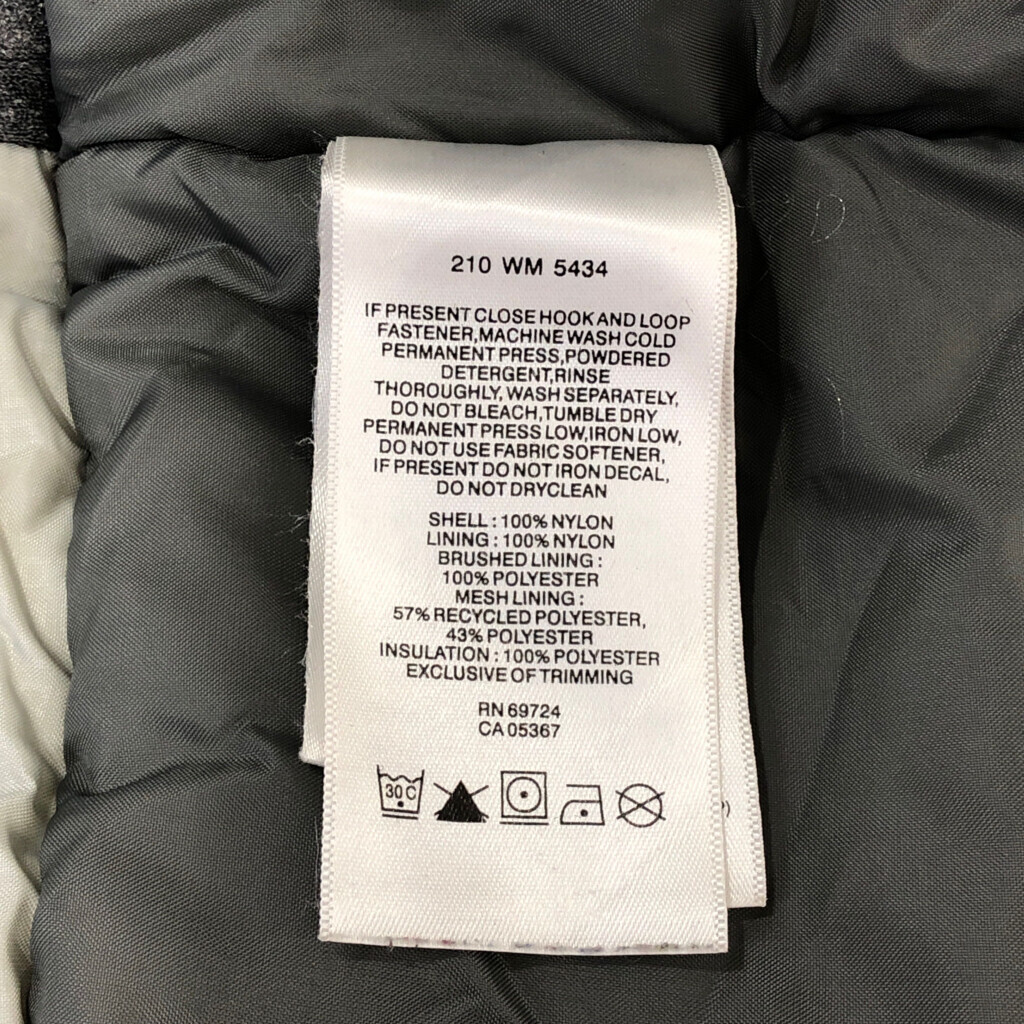 210 WM 5434
IF PRESENT CLOSE HOOK AND LOOP
FASTENER,MACHINE WASH COLD
PERMANENT PRESS,POWDERED
DETERGENT,RINSE
THOROUGHLY, WASH SEPARATELY,
DO NOT BLEACH,TUMBLE DRY
PERMANENT PRESS LOW,IRON LOW,
DO NOT USE FABRIC SOFTENER,
IF PRESENT DO NOT IRON DECAL,
DO NOT DRYCLEAN
SHELL : 100% NYLON
LINING : 100% NYLON
BRUSHED LINING :
100% POLYESTER
MESH LINING :
57% RECYCLED POLYESTER,
43% POLYESTER
INSULATION : 100% POLYESTER
EXCLUSIVE OF TRIMMING
RN 69724
CA 05367
30 C